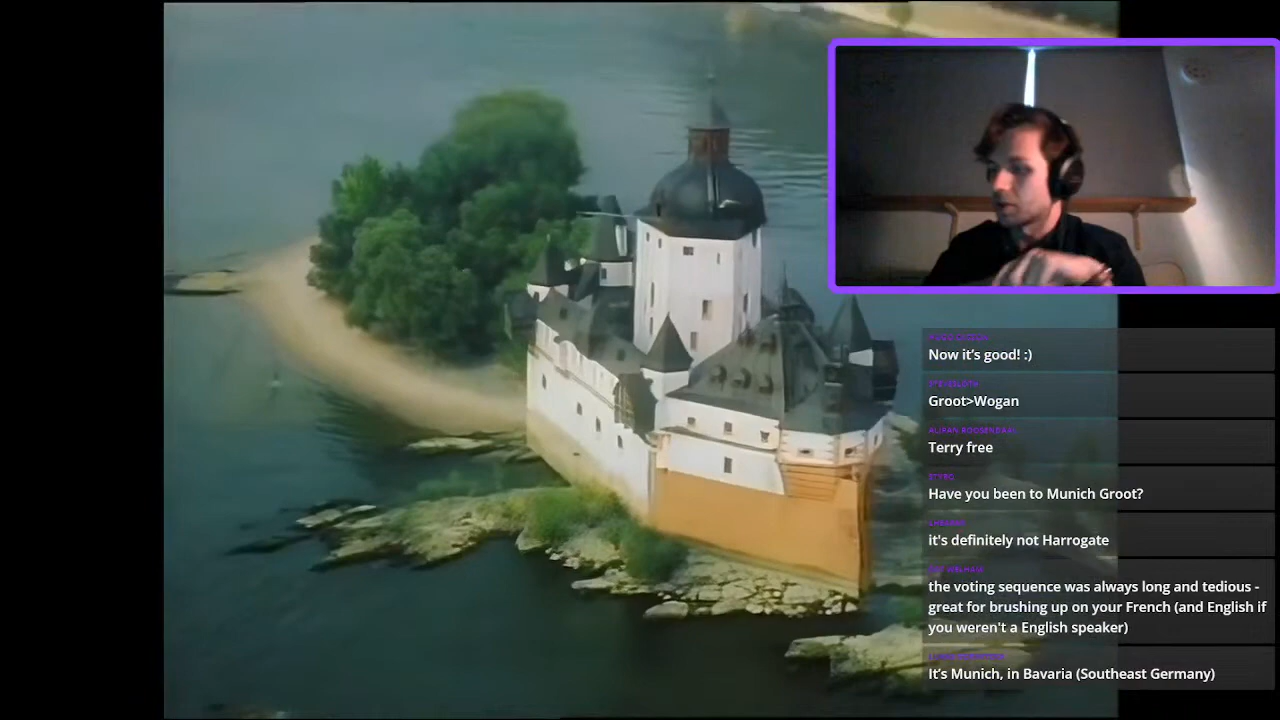 Now it's good! :)
STEVESLOTH
Groot>Wogan
Terry free
Have you been to Munich Groot?
it's definitely not Harrogate
the voting sequence was always long and tedious -
great for brushing up on your French (and English if
you weren't a English speaker)
It's Munich, in Bavaria (Southeast Germany)